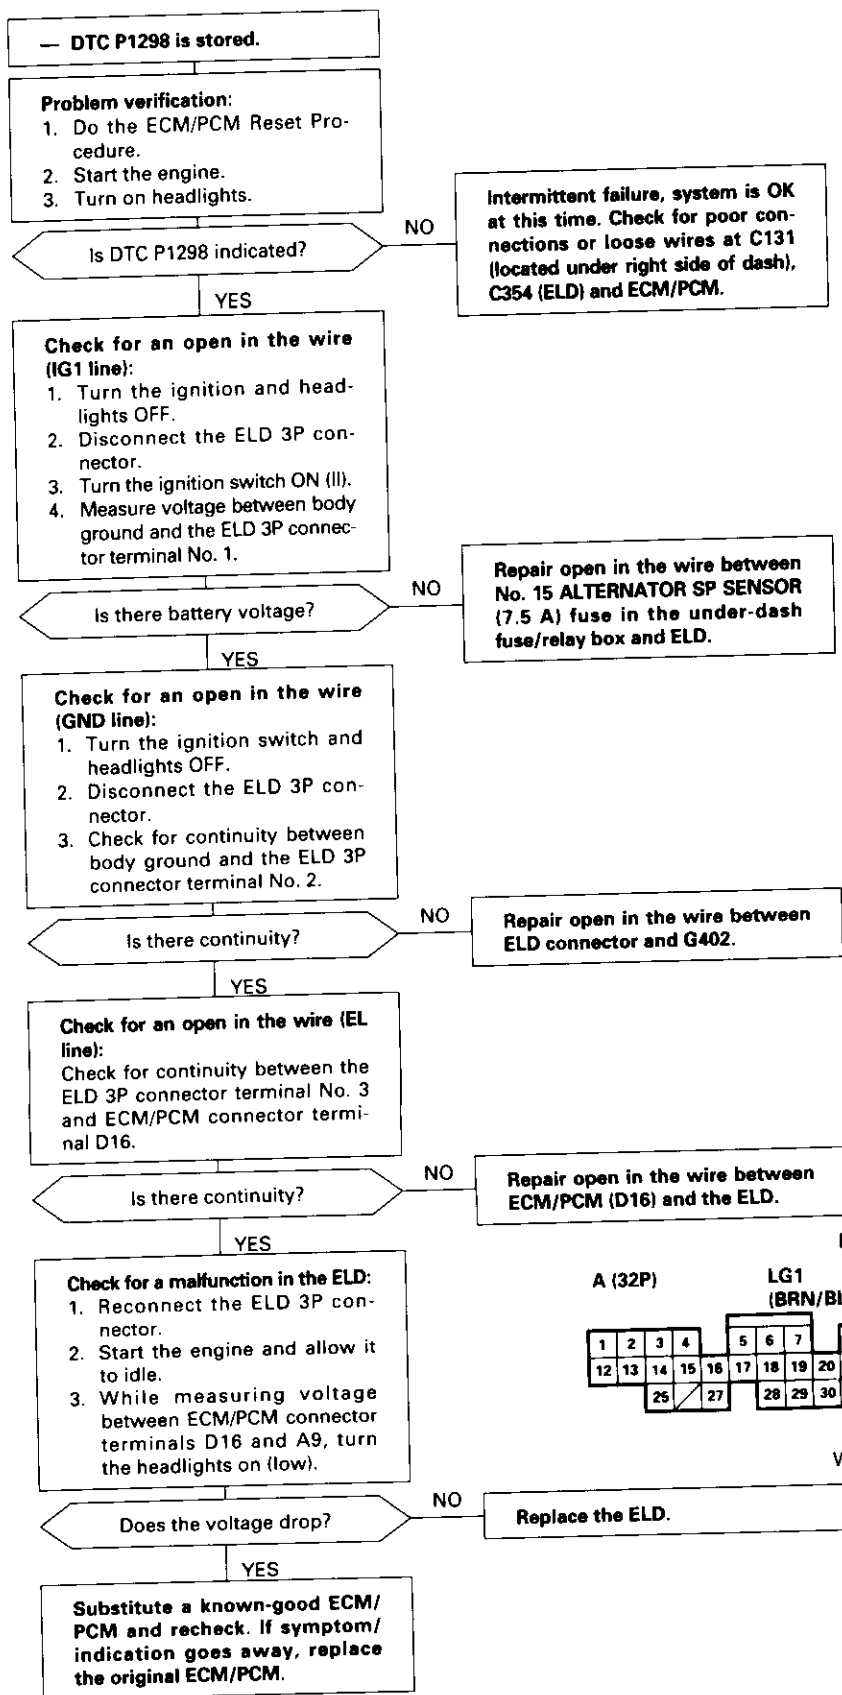 — DTC P1298 is stored.
Problem verification:
1. Do the ECM/PCM Reset Pro-
cedure.
2. Start the engine.
3. Turn on headlights.
Is DTC P1298 indicated?
NO
Intermittent failure, system is OK
at this time. Check for poor con-
nections or loose wires at C131
(located under right side of dash),
C354 (ELD) and ECM/PCM.
YES
Check for an open in the wire
(IG1 line):
1. Turn the ignition and head-
lights OFF.
2. Disconnect the ELD 3P con-
nector.
3. Turn the ignition switch ON (II).
4. Measure voltage between body
ground and the ELD 3P connec-
tor terminal No. 1.
Is there battery voltage?
NO
Repair open in the wire between
No. 15 ALTERNATOR SP SENSOR
(7.5 A) fuse in the under-dash
fuse/relay box and ELD.
YES
Check for an open in the wire
(GND line):
1. Turn the ignition switch and
headlights OFF.
2. Disconnect the ELD 3P con-
nector.
3. Check for continuity between
body ground and the ELD 3P
connector terminal No. 2.
Is there continuity?
NO
Repair open in the wire between
ELD connector and G402.
YES
Check for an open in the wire (EL
line):
Check for continuity between the
ELD 3P connector terminal No. 3
and ECM/PCM connector termi-
nal D16.
Is there continuity?
NO
Repair open in the wire between
ECM/PCM (D16) and the ELD.
YES
Check for a malfunction in the ELD:
1. Reconnect the ELD 3P con-
nector.
2. Start the engine and allow it
to idle.
3. While measuring voltage
between ECM/PCM connector
terminals D16 and A9, turn
the headlights on (low).
A (32P)
LG1
(BRN/BL
1 2 3 4 5 6 7
12 13 14 15 16 17 18 19 20
25 27 28 29 30
Does the voltage drop?
NO
Replace the ELD.
YES
Substitute a known-good ECM/
PCM and recheck. If symptom/
indication goes away, replace
the original ECM/PCM.